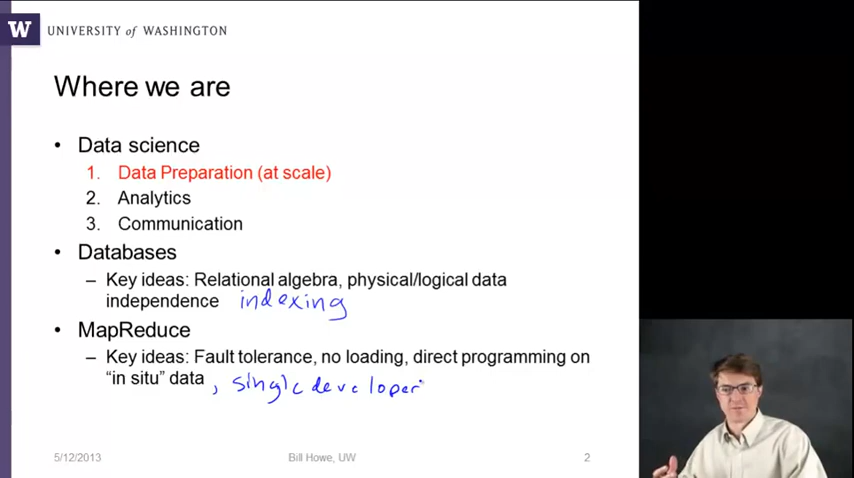 W UNIVERSITY of WASHINGTON
Where we are
• Data science
1. Data Preparation (at scale)
2. Analytics
3. Communication
• Databases
– Key ideas: Relational algebra, physical/logical data
independence indexing
• MapReduce
– Key ideas: Fault tolerance, no loading, direct programming on
“in situ” data , single developer
5/12/2013 Bill Howe, UW 2